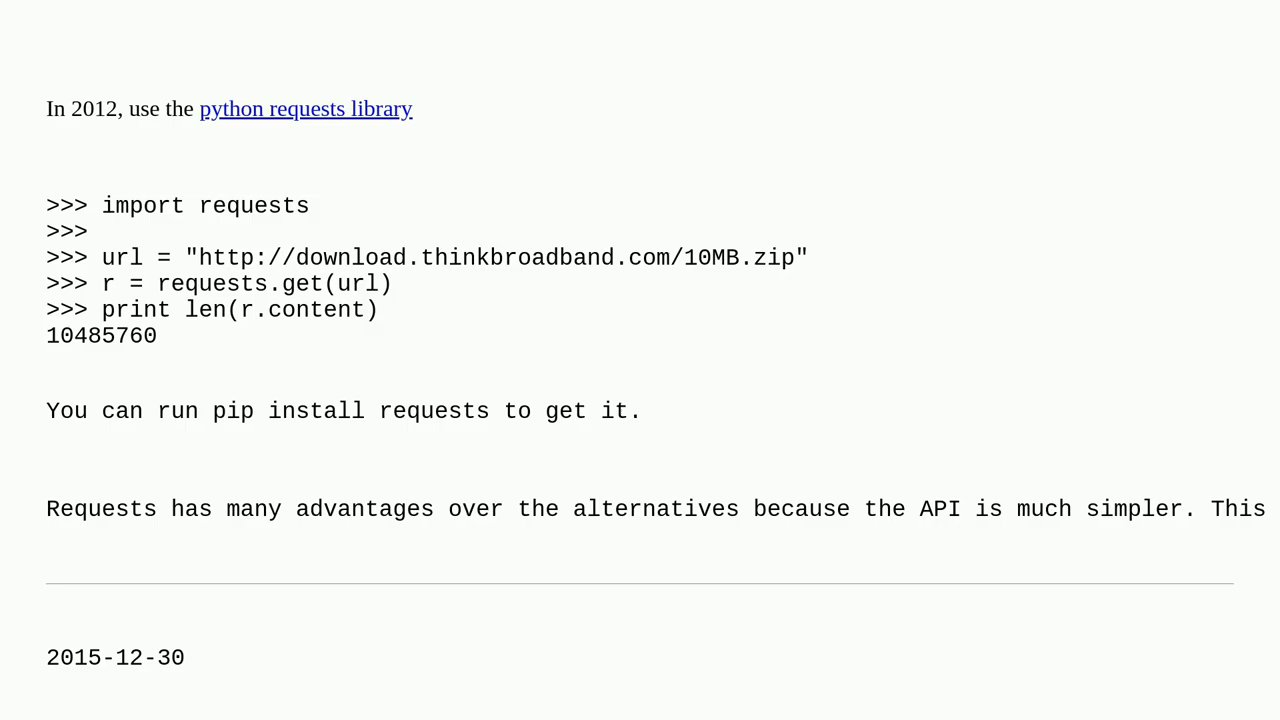 In 2012, use the python requests library
>>> import requests
>>>
>>> url = "http://download.thinkbroadband.com/10MB.zip"
>>> r = requests.get(url)
>>> print len(r.content)
10485760
You can run pip install requests to get it.
Requests has many advantages over the alternatives because the API is much simpler. This
2015-12-30